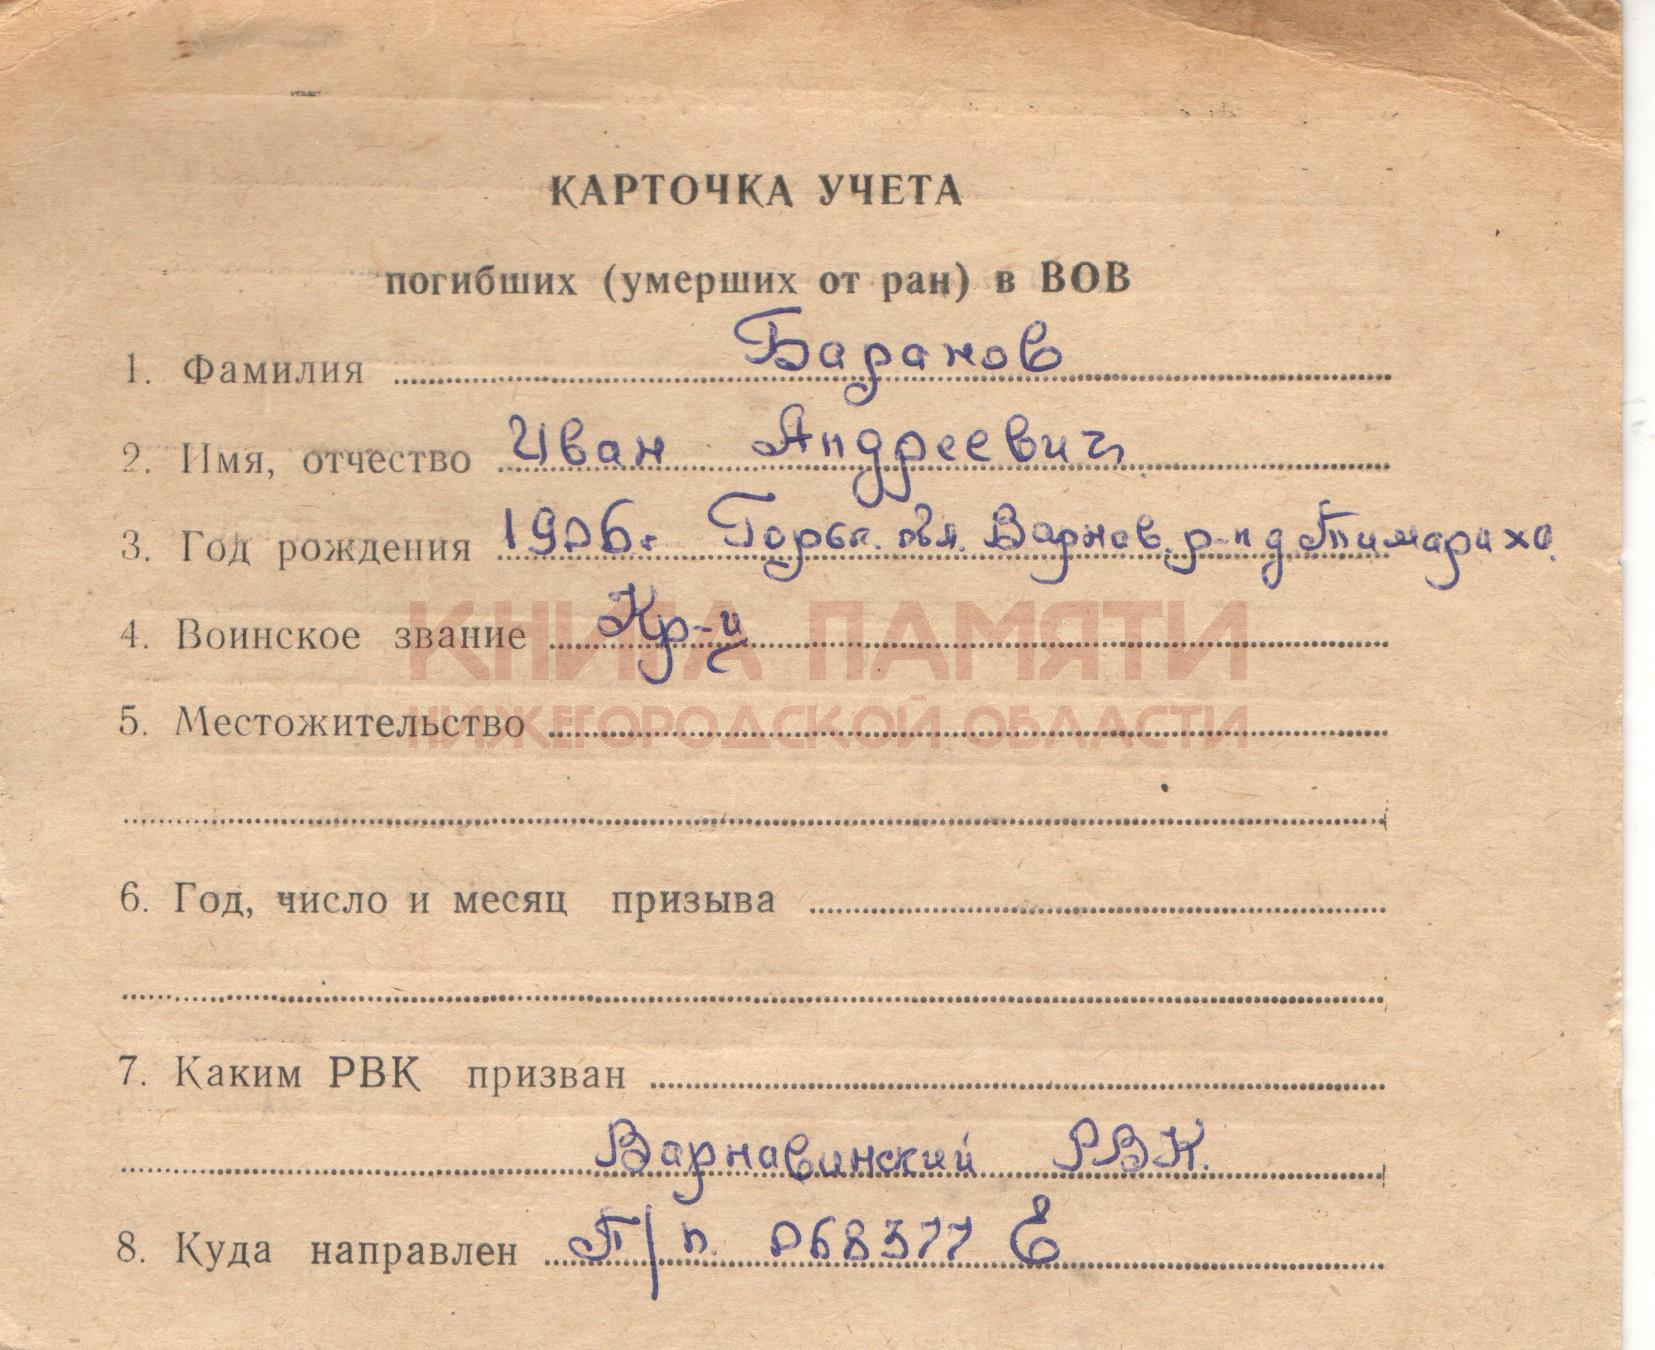 КАРТОЧКА УЧЕТА
погибших (умерших от ран) в ВОВ
1. Фамилия Баранов
2. Имя, отчество Иван Андреевич
3. Год рождения 1906г Горьк. обл. Варнав. р-н д. Тимариха
4. Воинское звание Кр-ц
КНИГА ПАМЯТИ
5. Местожительство
НИЖЕГОРОДСКОЙ ОБЛАСТИ
6. Год, число и месяц призыва
7. Каким РВК призван
Варнавинский РВК.
8. Куда направлен П/п. 068377 Е